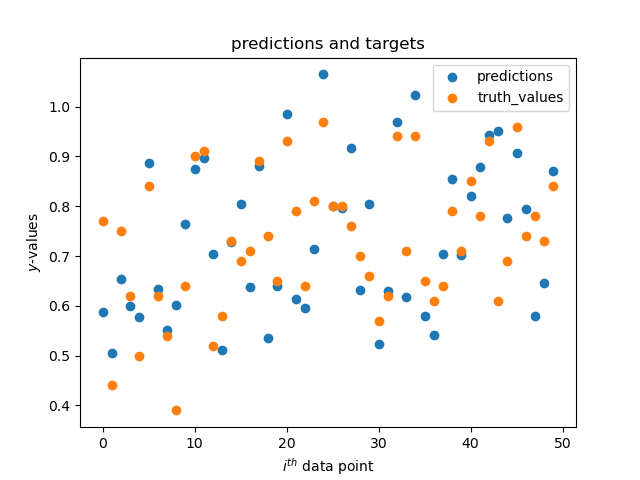 predictions and targets
predictions
truth_values
1.0
0.9
0.8
0.7
0.6
0.5
0.4
y-values
0 10 20 30 40 50
i^{th} data point